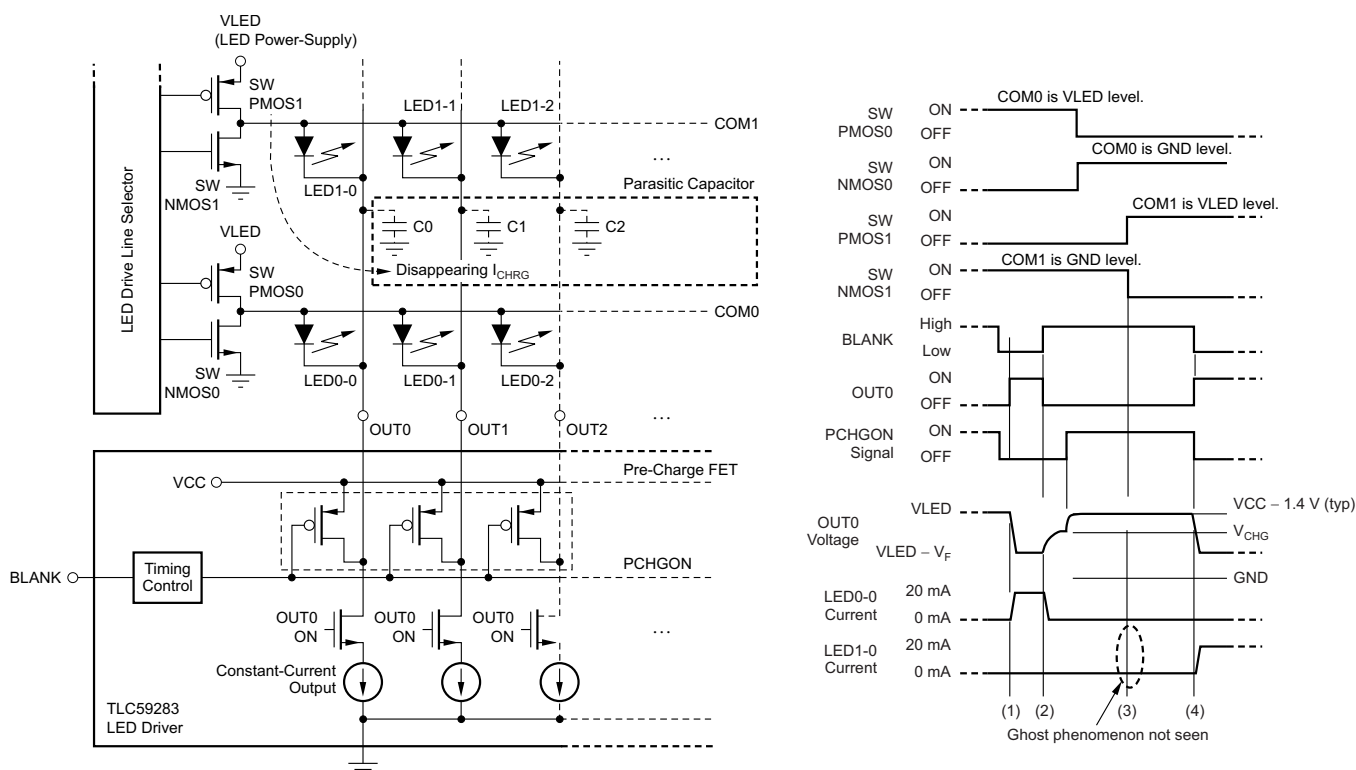 VLED
(LED Power-Supply)
SW
PMOS1
LED1-1
LED1-2
COM1
...
SW
NMOS1
LED1-0
Parasitic Capacitor
C0
C1
C2
LED Drive Line Selector
VLED
SW
PMOS0
Disappearing ICHRG
COM0
SW
NMOS0
LED0-0
LED0-1
LED0-2
OUT0
OUT1
OUT2
...
Pre-Charge FET
VCC
PCHGON
BLANK
Timing
Control
OUT0
ON
OUT0
ON
OUT0
ON
...
Constant-Current
Output
TLC59283
LED Driver
SW
PMOS0
ON
OFF
COM0 is VLED level.
SW
NMOS0
ON
OFF
COM0 is GND level.
SW
PMOS1
ON
OFF
COM1 is VLED level.
SW
NMOS1
ON
OFF
COM1 is GND level.
BLANK
High
Low
OUT0
ON
OFF
PCHGON
Signal
ON
OFF
OUT0
Voltage
VLED
VLED – VF
VCC – 1.4 V (typ)
VCHG
GND
LED0-0
Current
20 mA
0 mA
LED1-0
Current
20 mA
0 mA
(1)
(2)
(3)
(4)
Ghost phenomenon not seen